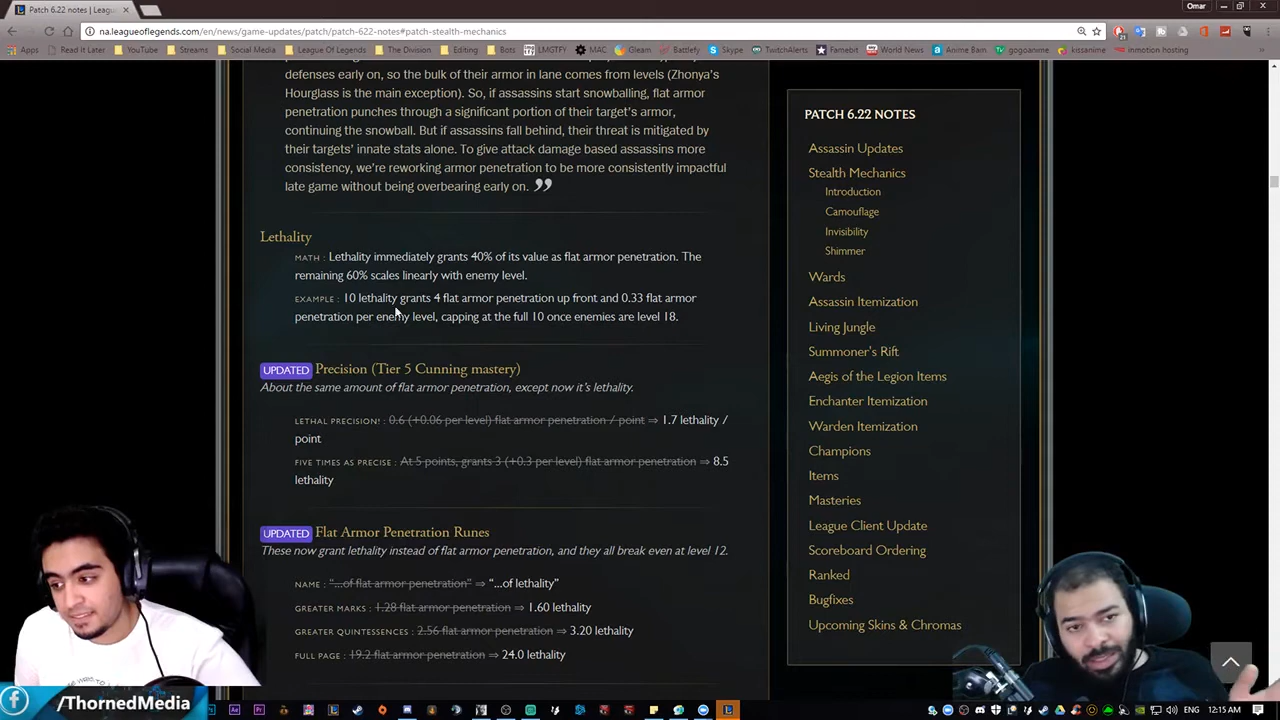 Patch 6.22 notes | Leagu
Omar
na.leagueoflegends.com/en/news/game-updates/patch/patch-622-notes#patch-stealth-mechanics
Apps Read it Later YouTube Streams Social Media League Of Legends The Division Editing Bots LMGTFY MAC Gleam Battlefy Skype TwitchAlerts Famebit World News Anime Bam gogoanime kissanime inmotion hosting
defenses early on, so the bulk of their armor in lane comes from levels (Zhonya's
Hourglass is the main exception). So, if assassins start snowballing, flat armor
penetration punches through a significant portion of their target's armor,
continuing the snowball. But if assassins fall behind, their threat is mitigated by
their targets' innate stats alone. To give attack damage based assassins more
consistency, we're reworking armor penetration to be more consistently impactful
late game without being overbearing early on.
Lethality
MATH : Lethality immediately grants 40% of its value as flat armor penetration. The
remaining 60% scales linearly with enemy level.
EXAMPLE : 10 lethality grants 4 flat armor penetration up front and 0.33 flat armor
penetration per enemy level, capping at the full 10 once enemies are level 18.
UPDATED Precision (Tier 5 Cunning mastery)
About the same amount of flat armor penetration, except now it's lethality.
LETHAL PRECISION! : 0.6 (+0.06 per level) flat armor penetration / point ⇒ 1.7 lethality /
point
FIVE TIMES AS PRECISE : At 5 points, grants 3 (+0.3 per level) flat armor penetration ⇒ 8.5
lethality
UPDATED Flat Armor Penetration Runes
These now grant lethality instead of flat armor penetration, and they all break even at level 12.
NAME : "...of flat armor penetration" ⇒ "...of lethality"
GREATER MARKS : 1.28 flat armor penetration ⇒ 1.60 lethality
GREATER QUINTESSENCES : 2.56 flat armor penetration ⇒ 3.20 lethality
FULL PAGE : 19.2 flat armor penetration ⇒ 24.0 lethality
PATCH 6.22 NOTES
Assassin Updates
Stealth Mechanics
Introduction
Camouflage
Invisibility
Shimmer
Wards
Assassin Itemization
Living Jungle
Summoner's Rift
Aegis of the Legion Items
Enchanter Itemization
Warden Itemization
Champions
Items
Masteries
League Client Update
Scoreboard Ordering
Ranked
Bugfixes
Upcoming Skins & Chromas
/ThornedMedia
12:15 AM